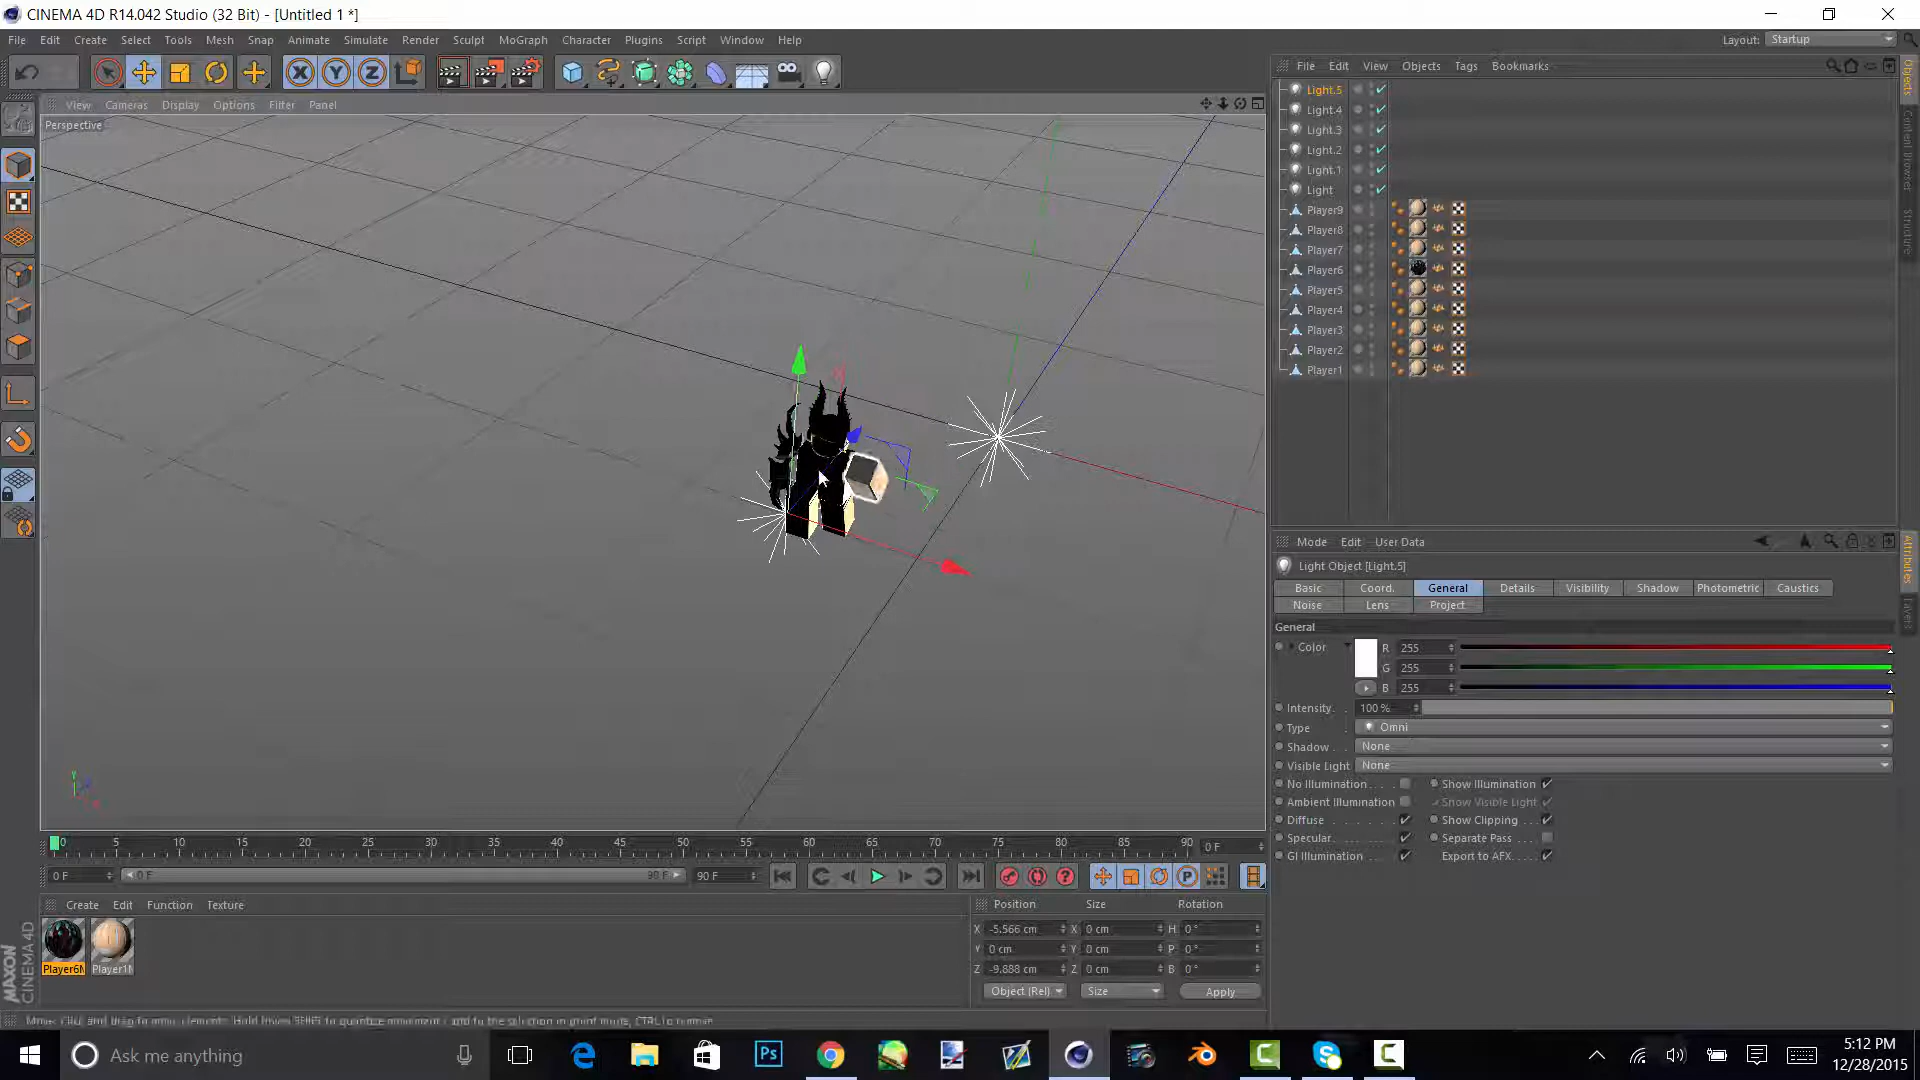 CINEMA 4D R14.042 Studio (32 Bit) - [Untitled 1 *]
File Edit Create Select Tools Mesh Snap Animate Simulate Render Sculpt MoGraph Character Plugins Script Window Help
Layout: Startup
File Edit View Objects Tags Bookmarks
View Cameras Display Options Filter Panel
Perspective
Light.5
Light.4
Light.3
Light.2
Light.1
Light
Player9
Player8
Player7
Player6
Player5
Player4
Player3
Player2
Player1
Objects
Content Browser
Structure
Mode Edit User Data
Light Object [Light.5]
Basic Coord. General Details Visibility Shadow Photometric Caustics
Noise Lens Project
General
Color R 255
G 255
B 255
Intensity. 100 %
Type Omni
Shadow None
Visible Light None
No Illumination Show Illumination
Ambient Illumination Show Visible Light
Diffuse Show Clipping
Specular Separate Pass
GI Illumination Export to AFX
Attributes
Layers
0 5 10 15 20 25 30 35 40 45 50 55 60 65 70 75 80 85 90 0 F
0 F 0 F 90 F 90 F
Create Edit Function Texture
Player6M Player1M
Position Size Rotation
X -5.566 cm X 0 cm H 0 °
Y 0 cm Y 0 cm P 0 °
Z -9.888 cm Z 0 cm B 0 °
Object (Rel) Size Apply
MAXON
CINEMA 4D
Ask me anything
5:12 PM
12/28/2015